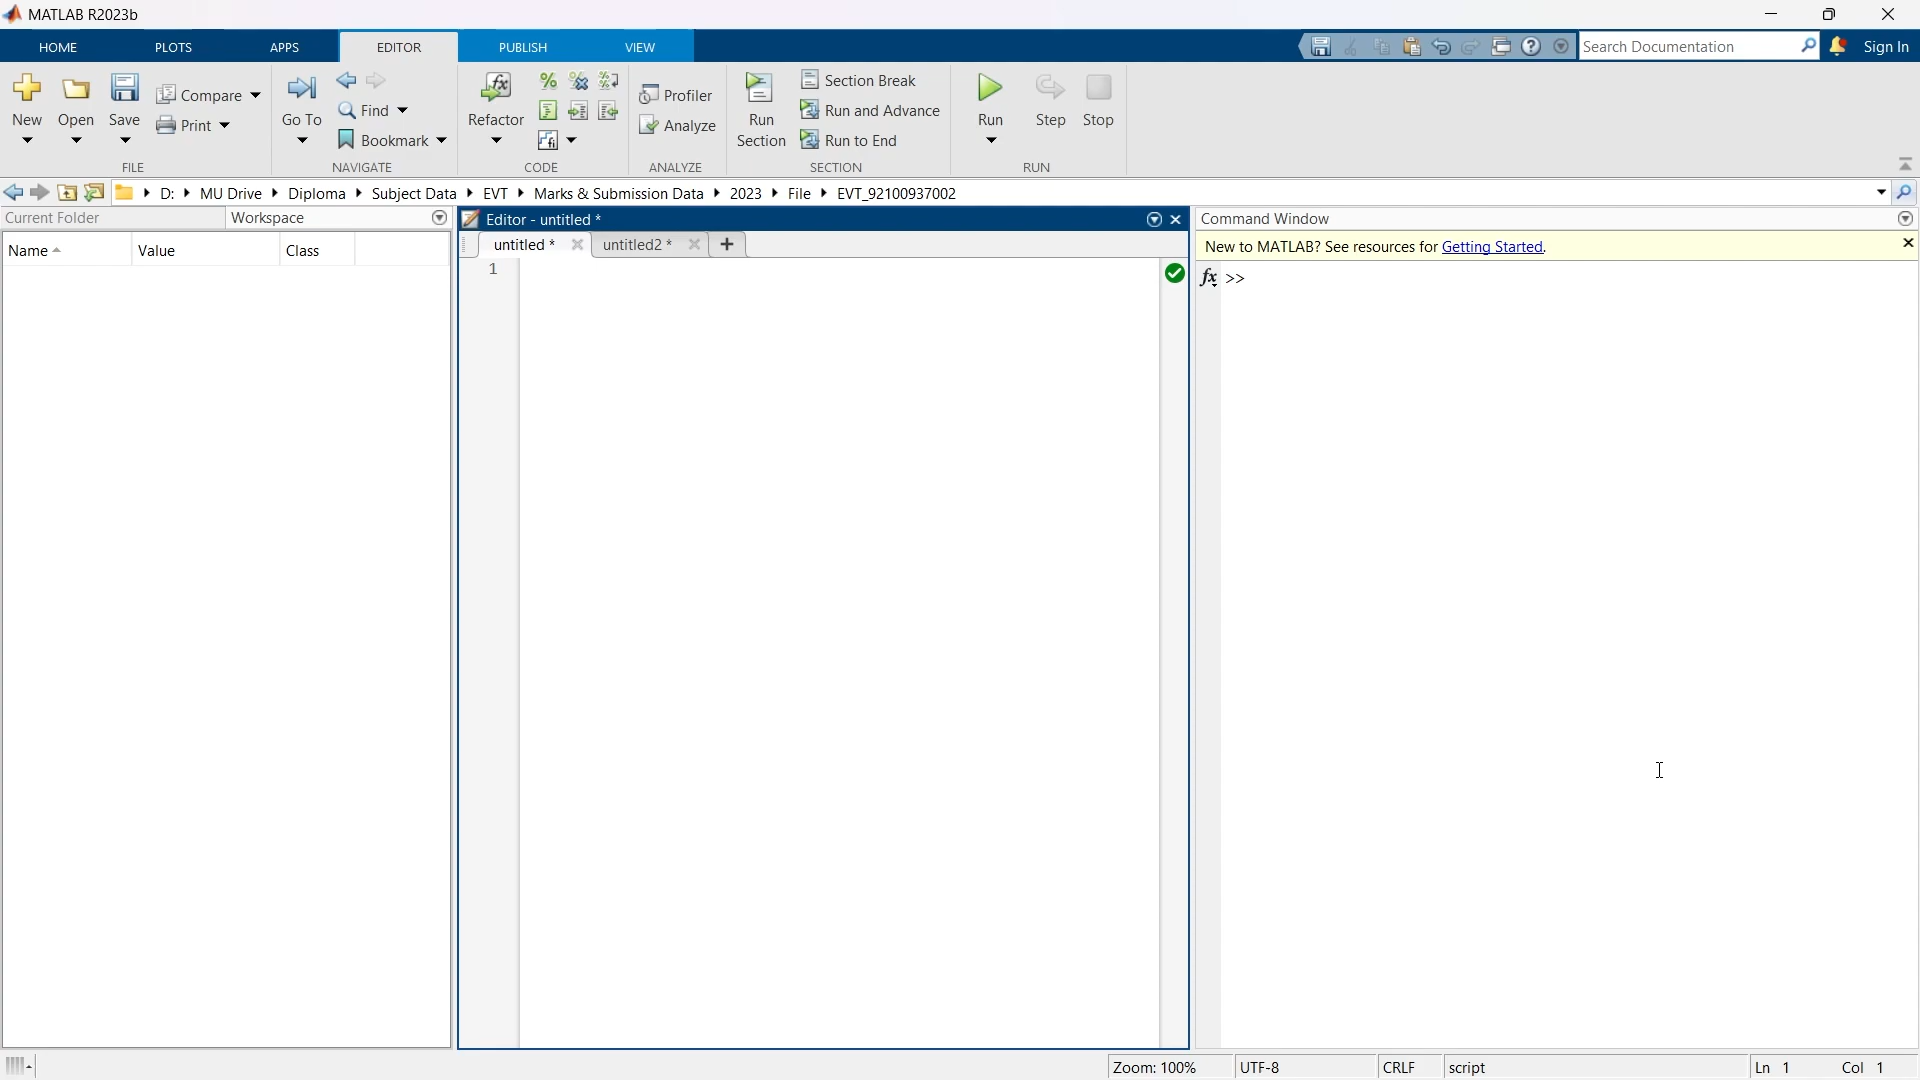 MATLAB R2023b
HOME PLOTS APPS EDITOR PUBLISH VIEW Search Documentation Sign In
New Open Save Compare Print FILE
Go To Find Bookmark NAVIGATE
Refactor CODE
Profiler Analyze ANALYZE
Run Section Section Break Run and Advance Run to End SECTION
Run Step Stop RUN
D: MU Drive Diploma Subject Data EVT Marks & Submission Data 2023 File EVT_92100937002
Current Folder Workspace
Name Value Class
Editor - untitled *
untitled * untitled2 *
1
Command Window
New to MATLAB? See resources for Getting Started.
fx >>
Zoom: 100% UTF-8 CRLF script Ln 1 Col 1